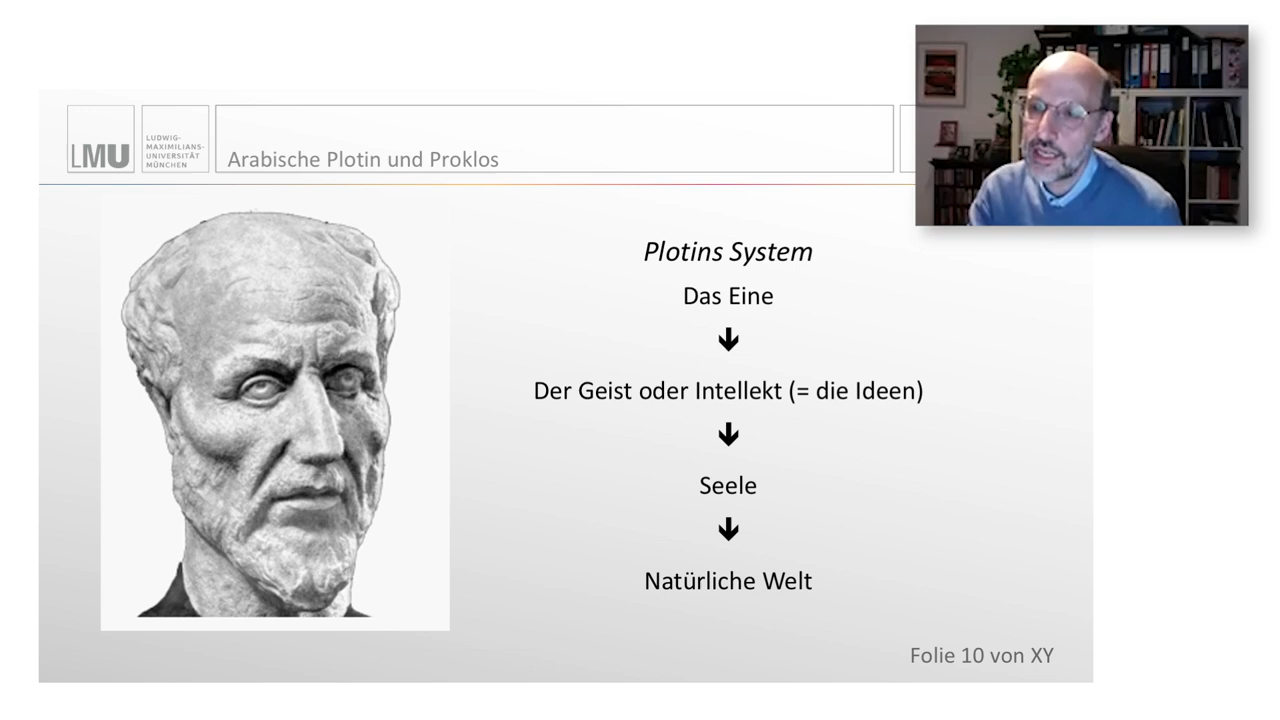 LMU
LUDWIG-
MAXIMILIANS-
UNIVERSITÄT
MÜNCHEN
Arabische Plotin und Proklos
Plotins System
Das Eine
🡫
Der Geist oder Intellekt (= die Ideen)
🡫
Seele
🡫
Natürliche Welt
Folie 10 von XY